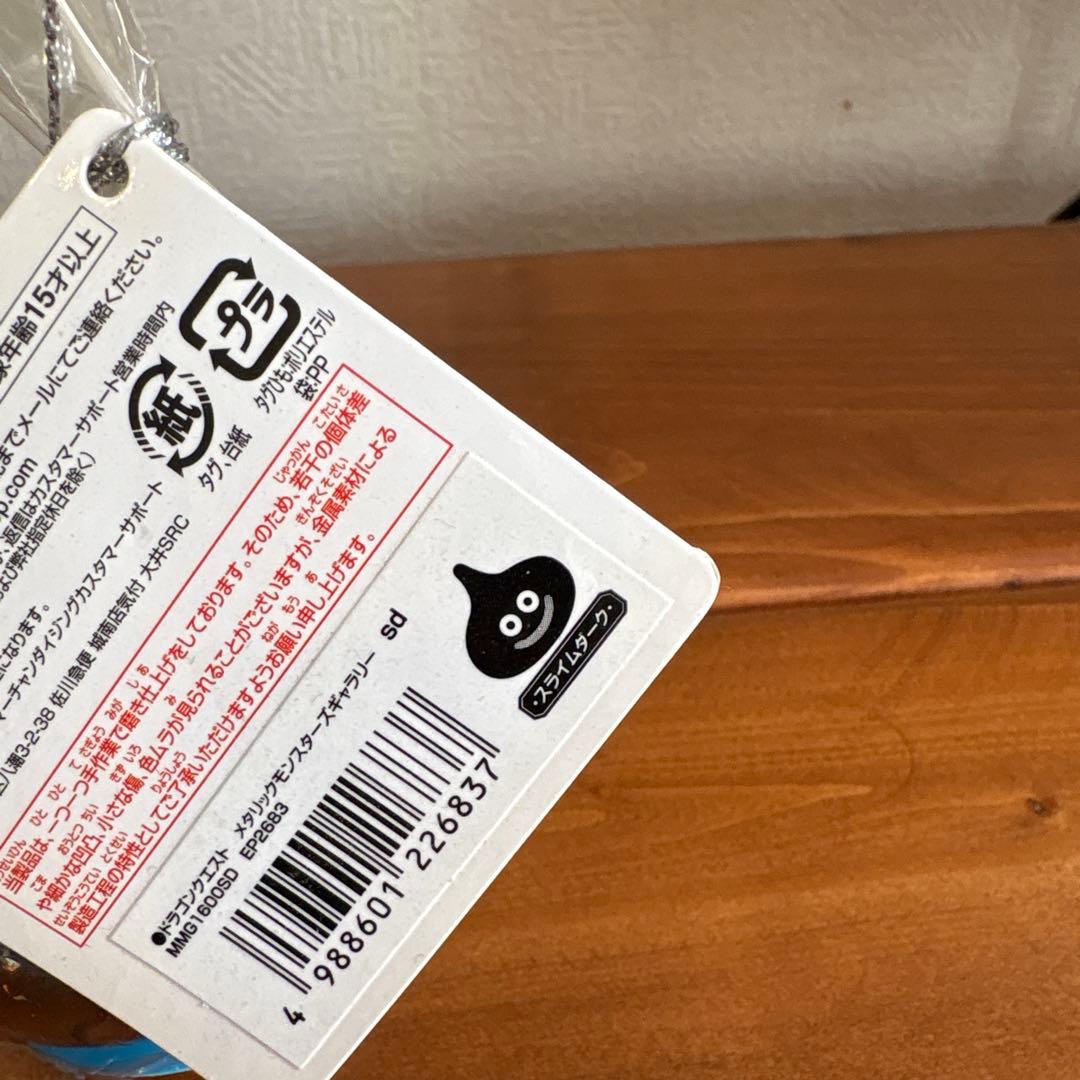 年齢15才以上
までメールにてご連絡ください。
p.com
返信はカスタマーサポート営業時間内
および弊社指定休日を除く)
になります。
マーチャンダイジングカスタマーサポート
八潮3-2-38 佐川急便 城南店気付 大井SRC
プラ
タグひも:ポリエステル
袋:PP
紙
タグ、台紙
当製品は、一つ一つ手作業で磨き仕上げをしております。そのため、若干の個体差
や細かな凹凸、小さな傷、色ムラが見られることがございますが、金属素材による
製造工程の特性としてご了承いただけますようお願い申し上げます。
●ドラゴンクエスト メタリックモンスターズギャラリー sd
MMG1600SD EP2683
4 988601 226837
・スライムダーク・